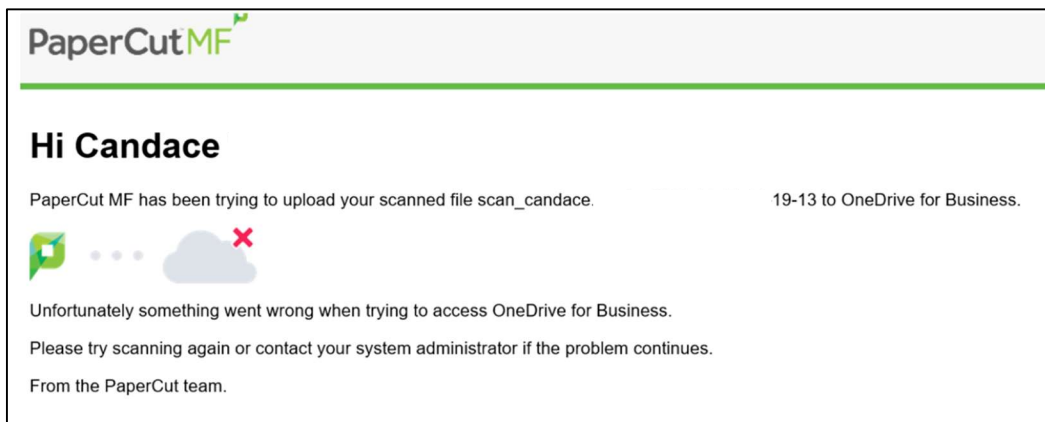 PaperCut MF
Hi Candace
PaperCut MF has been trying to upload your scanned file scan_candace. 19-13 to OneDrive for Business.
Unfortunately something went wrong when trying to access OneDrive for Business.
Please try scanning again or contact your system administrator if the problem continues.
From the PaperCut team.